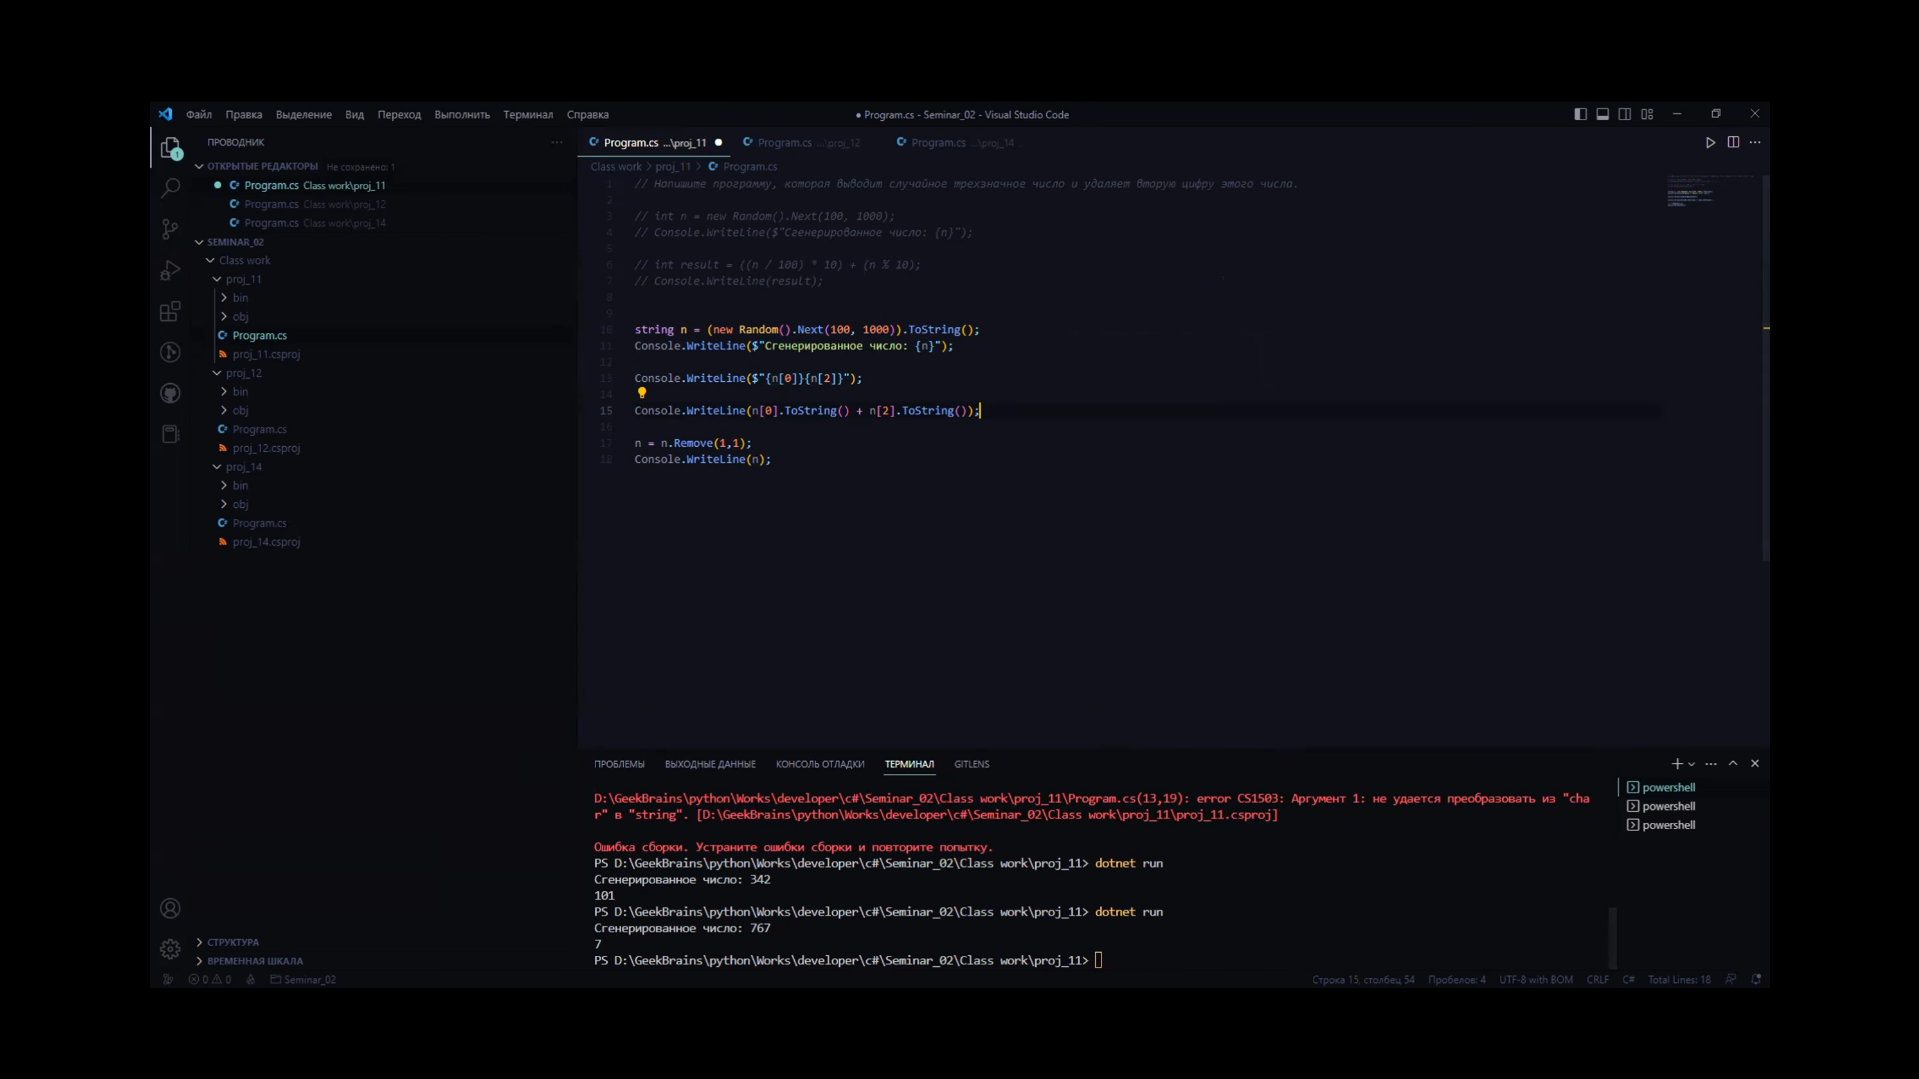 Файл Правка Выделение Вид Переход Выполнить Терминал Справка
● Program.cs - Seminar_02 - Visual Studio Code
ПРОВОДНИК
ОТКРЫТЫЕ РЕДАКТОРЫ Не сохранено: 1
Program.cs Class work\proj_11
Program.cs Class work\proj_12
Program.cs Class work\proj_14
SEMINAR_02
Class work
proj_11
bin
obj
Program.cs
proj_11.csproj
proj_12
bin
obj
Program.cs
proj_12.csproj
proj_14
bin
obj
Program.cs
proj_14.csproj
СТРУКТУРА
ВРЕМЕННАЯ ШКАЛА
Program.cs ...\proj_11 Program.cs ...\proj_12 Program.cs ...\proj_14
Class work > proj_11 > Program.cs
1 // Напишите программу, которая выводит случайное трехзначное число и удаляет вторую цифру этого числа.
2
3 // int n = new Random().Next(100, 1000);
4 // Console.WriteLine($"Сгенерированное число: {n}");
5
6 // int result = ((n / 100) * 10) + (n % 10);
7 // Console.WriteLine(result);
8
9
10 string n = (new Random().Next(100, 1000)).ToString();
11 Console.WriteLine($"Сгенерированное число: {n}");
12
13 Console.WriteLine($"{n[0]}{n[2]}");
14
15 Console.WriteLine(n[0].ToString() + n[2].ToString());
16
17 n = n.Remove(1,1);
18 Console.WriteLine(n);
ПРОБЛЕМЫ ВЫХОДНЫЕ ДАННЫЕ КОНСОЛЬ ОТЛАДКИ ТЕРМИНАЛ GITLENS
D:\GeekBrains\python\Works\developer\c#\Seminar_02\Class work\proj_11\Program.cs(13,19): error CS1503: Аргумент 1: не удается преобразовать из "cha
r" в "string". [D:\GeekBrains\python\Works\developer\c#\Seminar_02\Class work\proj_11\proj_11.csproj]
Ошибка сборки. Устраните ошибки сборки и повторите попытку.
PS D:\GeekBrains\python\Works\developer\c#\Seminar_02\Class work\proj_11> dotnet run
Сгенерированное число: 342
101
PS D:\GeekBrains\python\Works\developer\c#\Seminar_02\Class work\proj_11> dotnet run
Сгенерированное число: 767
7
PS D:\GeekBrains\python\Works\developer\c#\Seminar_02\Class work\proj_11>
powershell
powershell
powershell
0 0 Seminar_02 Строка 15, столбец 54 Пробелов: 4 UTF-8 with BOM CRLF C# Total Lines: 18